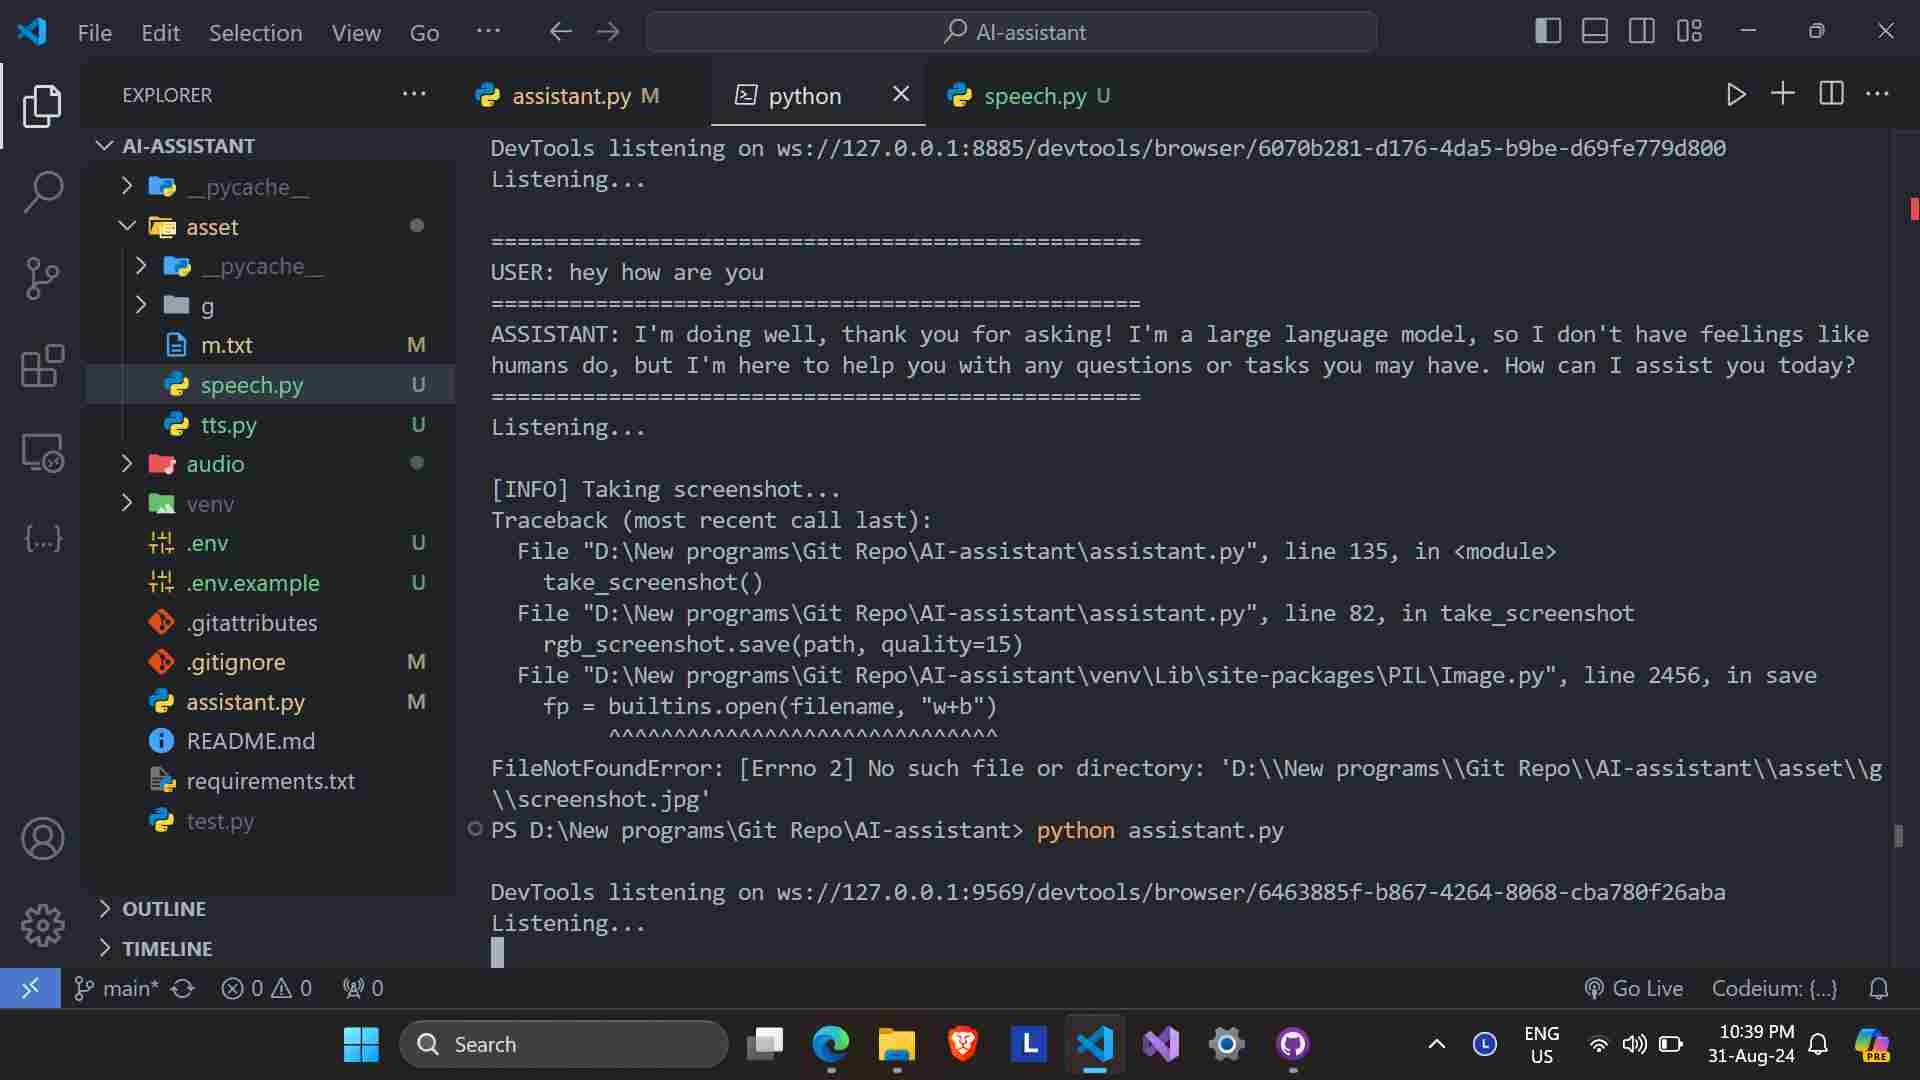 File Edit Selection View Go ... AI-assistant
EXPLORER ...
assistant.py M python speech.py U
AI-ASSISTANT
__pycache__
asset
__pycache__
g
m.txt M
speech.py U
tts.py U
audio
venv
.env U
.env.example U
.gitattributes
.gitignore M
assistant.py M
README.md
requirements.txt
test.py
OUTLINE
TIMELINE
DevTools listening on ws://127.0.0.1:8885/devtools/browser/6070b281-d176-4da5-b9be-d69fe779d800
Listening...
==================================================
USER: hey how are you
==================================================
ASSISTANT: I'm doing well, thank you for asking! I'm a large language model, so I don't have feelings like
humans do, but I'm here to help you with any questions or tasks you may have. How can I assist you today?
==================================================
Listening...
[INFO] Taking screenshot...
Traceback (most recent call last):
File "D:\New programs\Git Repo\AI-assistant\assistant.py", line 135, in <module>
take_screenshot()
File "D:\New programs\Git Repo\AI-assistant\assistant.py", line 82, in take_screenshot
rgb_screenshot.save(path, quality=15)
File "D:\New programs\Git Repo\AI-assistant\venv\Lib\site-packages\PIL\Image.py", line 2456, in save
fp = builtins.open(filename, "w+b")
^^^^^^^^^^^^^^^^^^^^^^^^^^^^^^
FileNotFoundError: [Errno 2] No such file or directory: 'D:\\New programs\\Git Repo\\AI-assistant\\asset\\g
\\screenshot.jpg'
PS D:\New programs\Git Repo\AI-assistant> python assistant.py
DevTools listening on ws://127.0.0.1:9569/devtools/browser/6463885f-b867-4264-8068-cba780f26aba
Listening...
main* 0 0 0 Go Live Codeium: {...}
Search L L ENG 10:39 PM
US 31-Aug-24 PRE